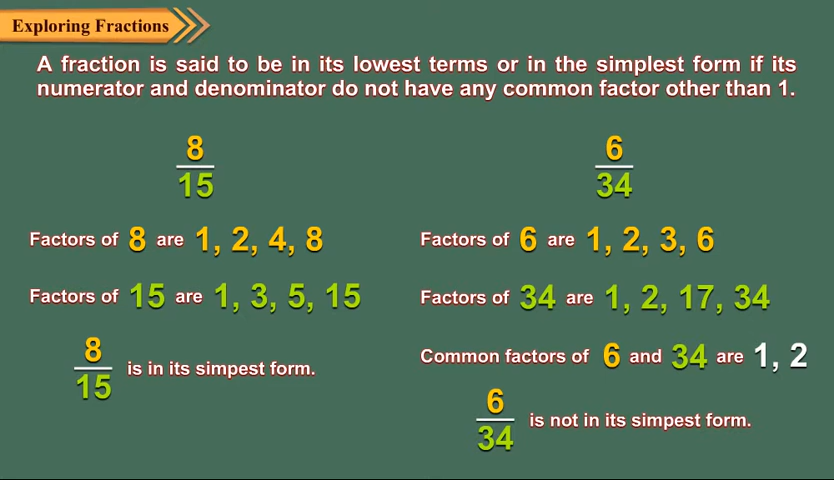 Exploring Fractions
A fraction is said to be in its lowest terms or in the simplest form if its
numerator and denominator do not have any common factor other than 1.
8
15
Factors of 8 are 1, 2, 4, 8
Factors of 15 are 1, 3, 5, 15
8
15
is in its simpest form.
6
34
Factors of 6 are 1, 2, 3, 6
Factors of 34 are 1, 2, 17, 34
Common factors of 6 and 34 are 1, 2
6
34
is not in its simpest form.